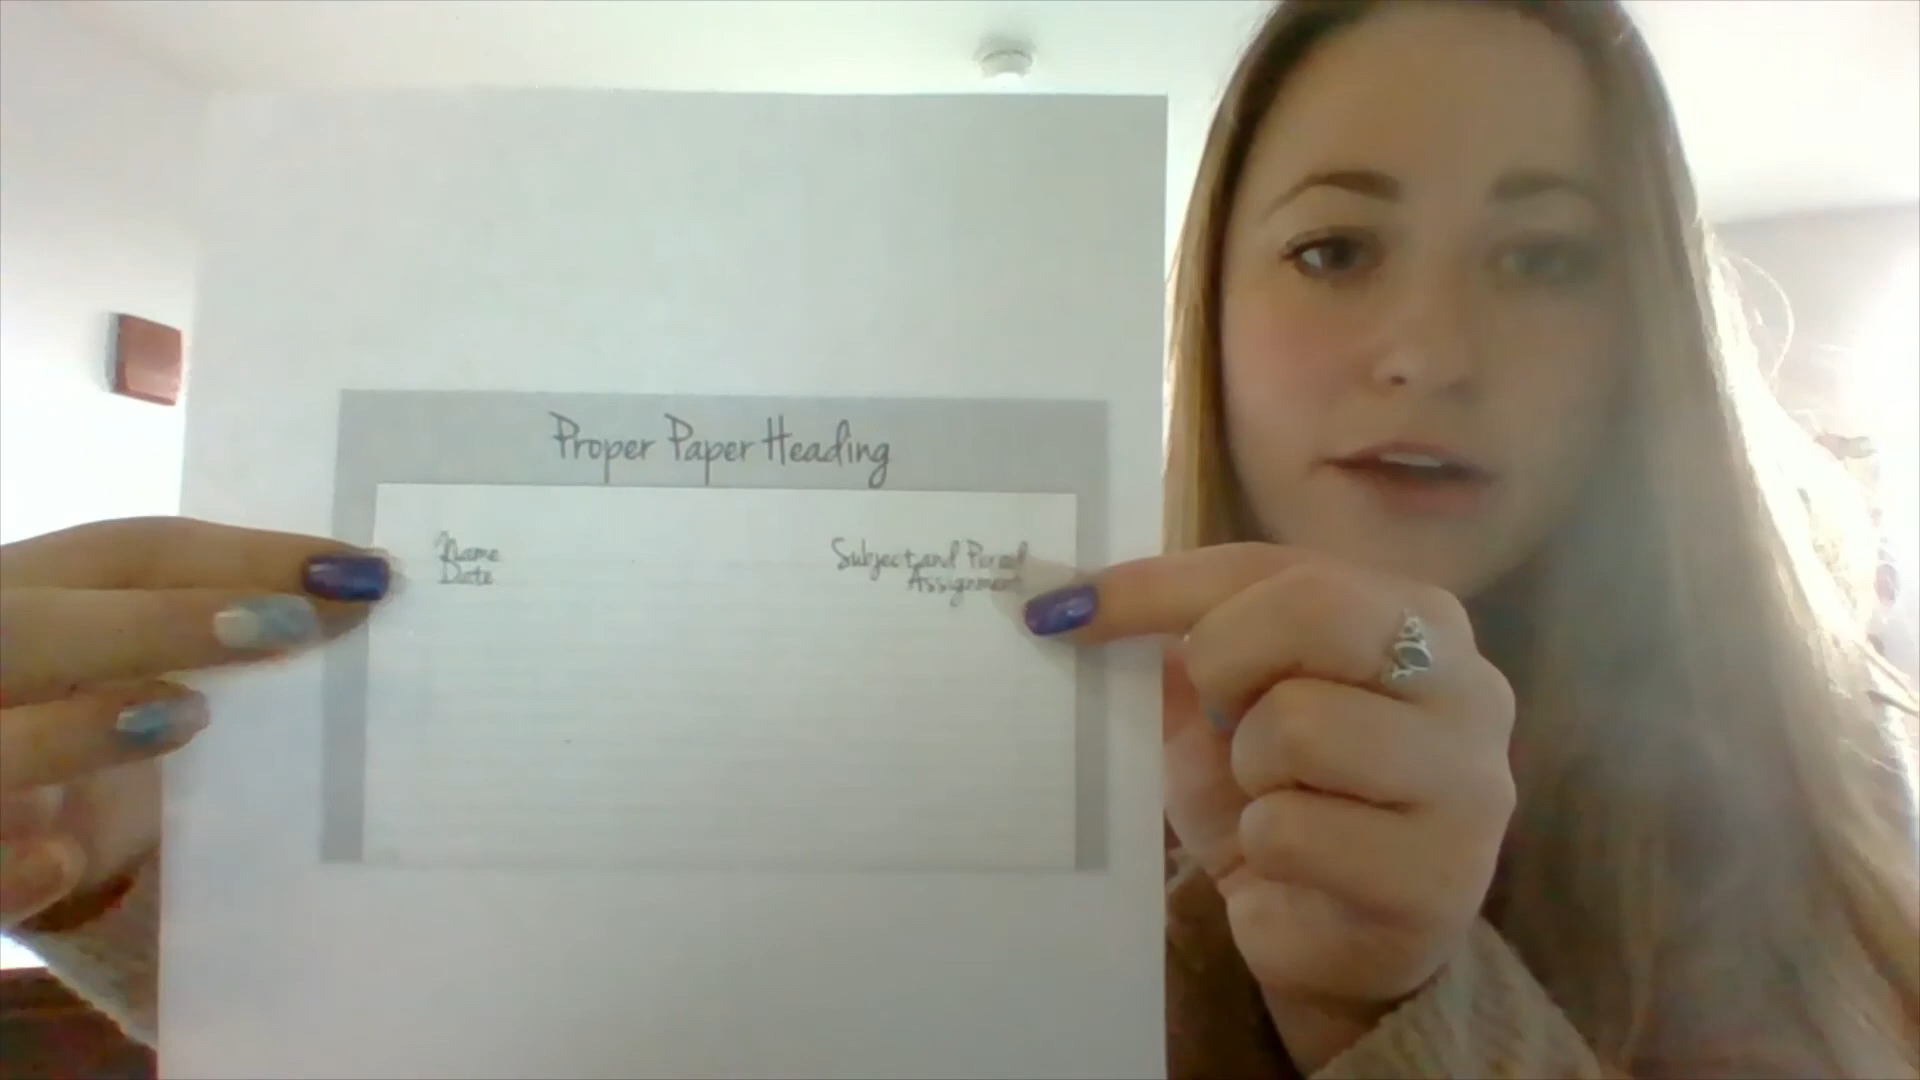 Proper Paper Heading
Name
Date
Subject and Period
Assignment